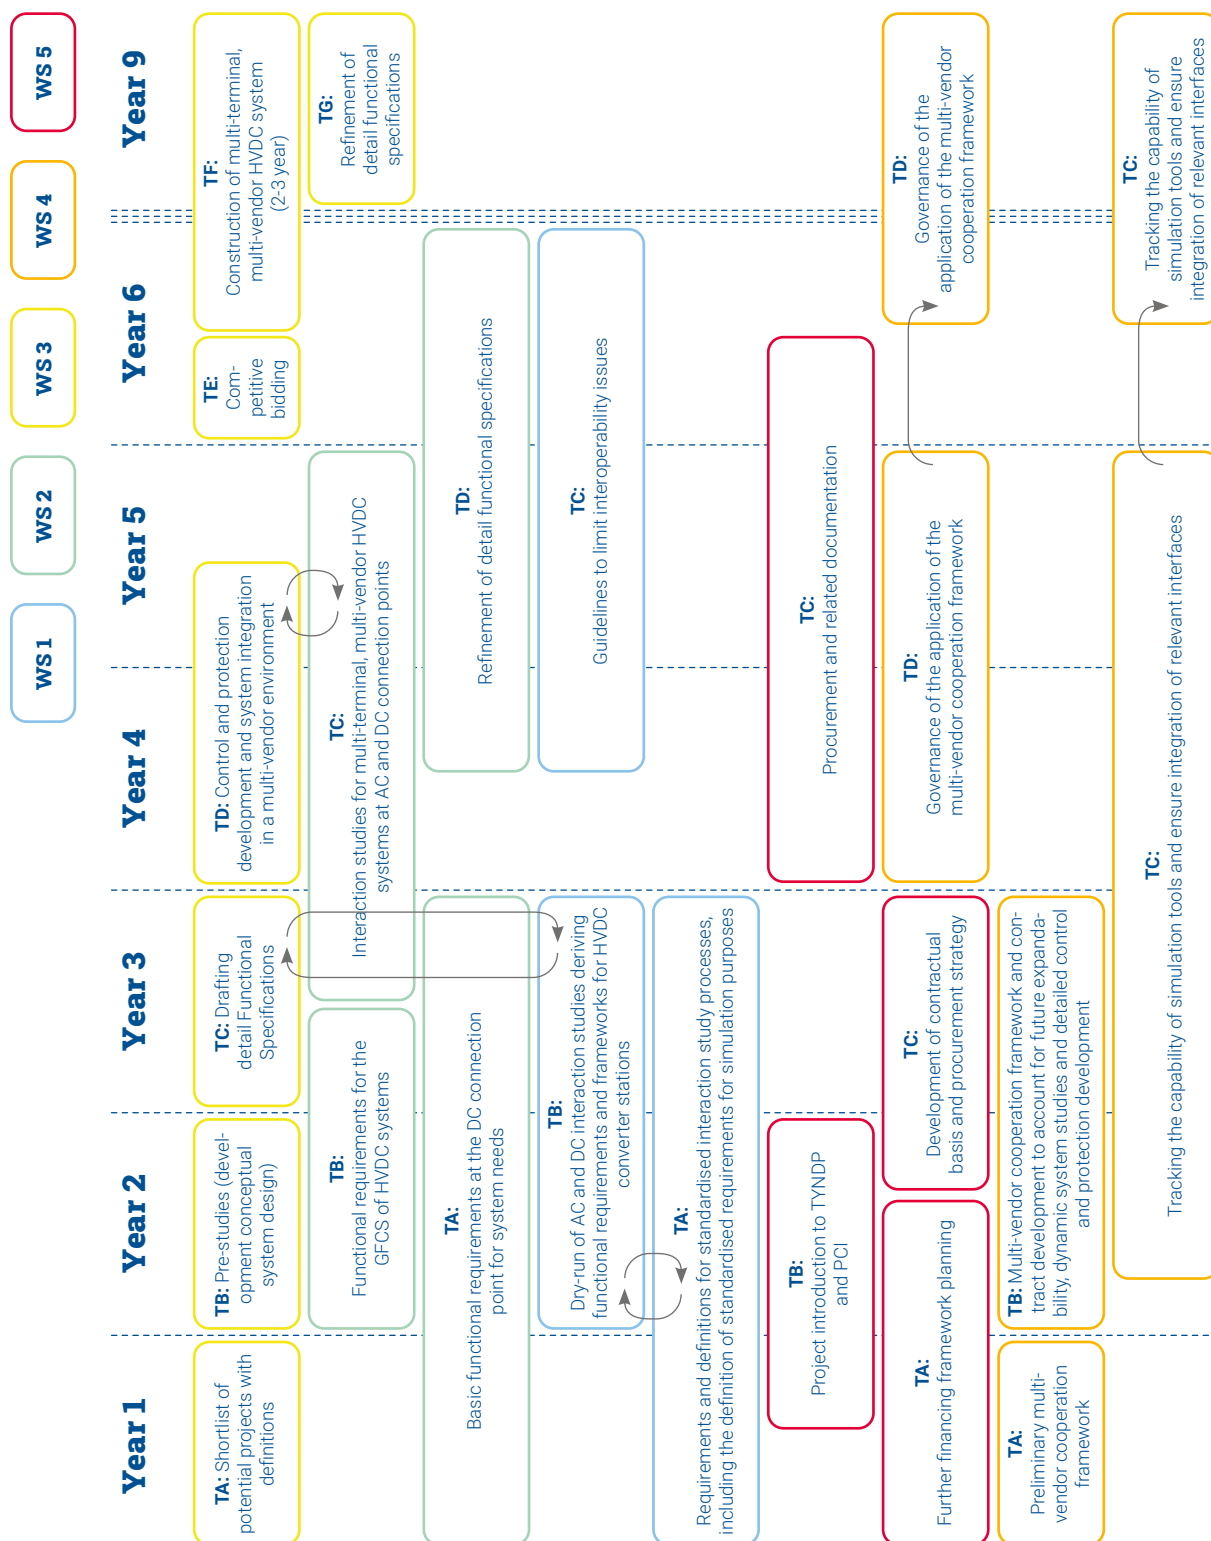 WS 1
WS 2
WS 3
WS 4
WS 5
Year 1
Year 2
Year 3
Year 4
Year 5
Year 6
Year 9
TA: Shortlist of
potential projects with
definitions
TB: Pre-studies (devel-
opment conceptual
system design)
TC: Drafting
detail Functional
Specifications
TD: Control and protection
development and system integration
in a multi-vendor environment
TE:
Com-
petitive
bidding
TF:
Construction of multi-terminal,
multi-vendor HVDC system
(2-3 year)
TB:
Functional requirements for the
GFCS of HVDC systems
TC:
Interaction studies for multi-terminal, multi-vendor HVDC
systems at AC and DC connection points
TG:
Refinement of
detail functional
specifications
TA:
Basic functional requirements at the DC connection
point for system needs
TD:
Refinement of detail functional specifications
TB:
Dry-run of AC and DC interaction studies deriving
functional requirements and frameworks for HVDC
converter stations
TC:
Guidelines to limit interoperability issues
TA:
Requirements and definitions for standardised interaction study processes,
including the definition of standardised requirements for simulation purposes
TB:
Project introduction to TYNDP
and PCI
TC:
Procurement and related documentation
TA:
Further financing framework planning
TC:
Development of contractual
basis and procurement strategy
TD:
Governance of the application of the
multi-vendor cooperation framework
TD:
Governance of the
application of the multi-vendor
cooperation framework
TA:
Preliminary multi-
vendor cooperation
framework
TB: Multi-vendor cooperation framework and con-
tract development to account for future expanda-
bility, dynamic system studies and detailed control
and protection development
TC:
Tracking the capability of simulation tools and ensure integration of relevant interfaces
TC:
Tracking the capability of
simulation tools and ensure
integration of relevant interfaces